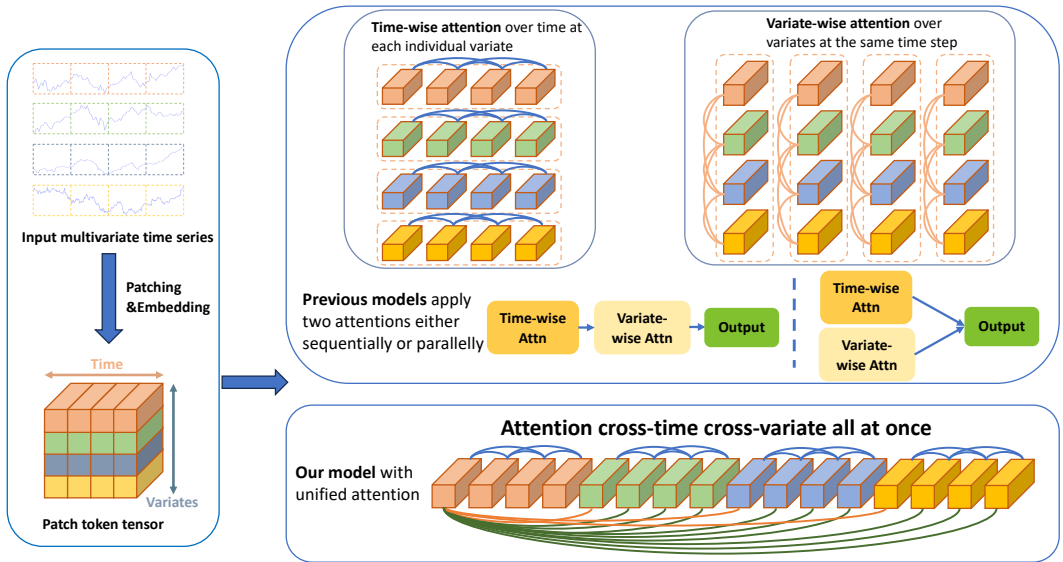 Input multivariate time series
Patching
&Embedding
Time
Variates
Patch token tensor
Time-wise attention over time at
each individual variate
Variate-wise attention over
variates at the same time step
Previous models apply
two attentions either
sequentially or parallelly
Time-wise
Attn
Variate-
wise Attn
Output
Time-wise
Attn
Variate-
wise Attn
Output
Attention cross-time cross-variate all at once
Our model with
unified attention